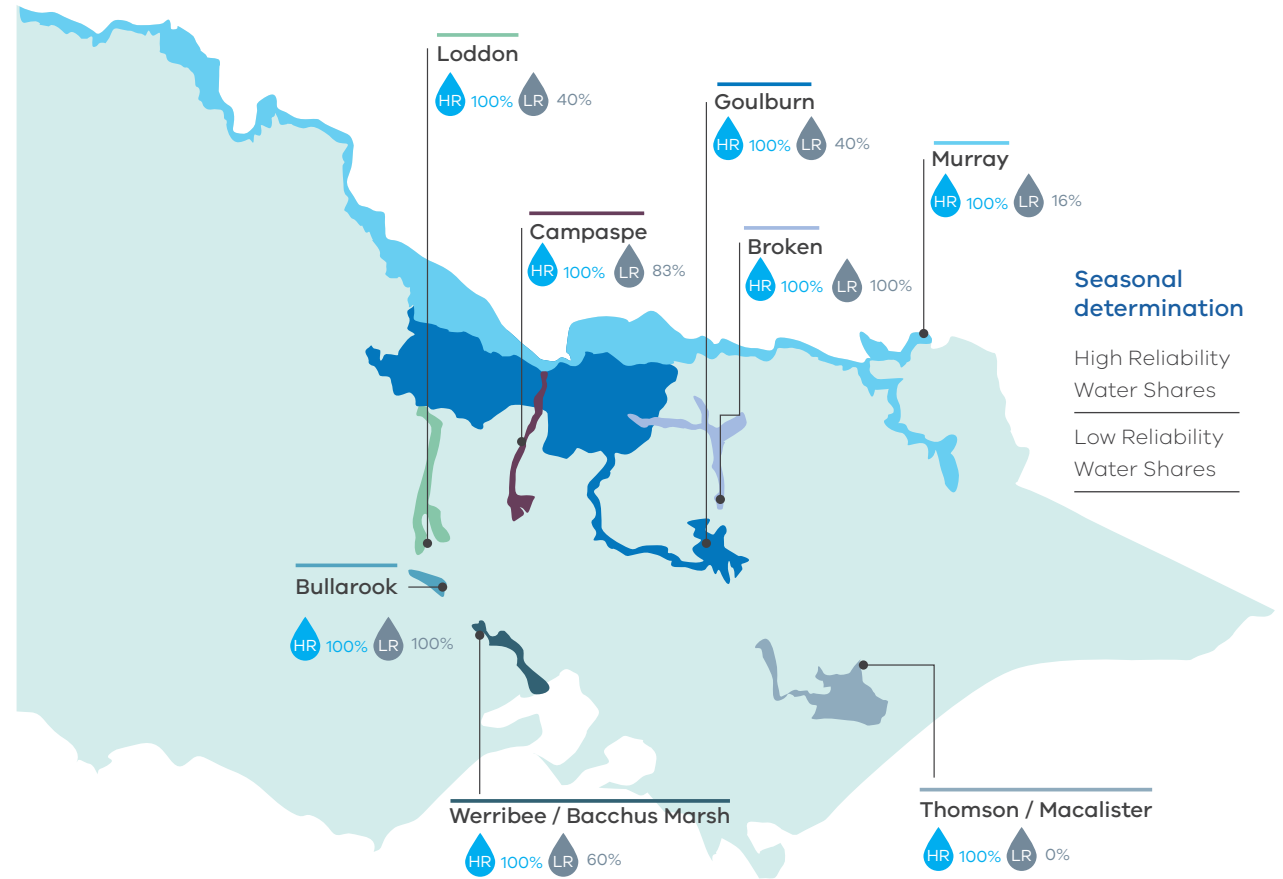 Loddon
HR 100% LR 40%
Goulburn
HR 100% LR 40%
Murray
HR 100% LR 16%
Campaspe
HR 100% LR 83%
Broken
HR 100% LR 100%
Seasonal
determination
High Reliability
Water Shares
Low Reliability
Water Shares
Bullarook
HR 100% LR 100%
Werribee / Bacchus Marsh
HR 100% LR 60%
Thomson / Macalister
HR 100% LR 0%